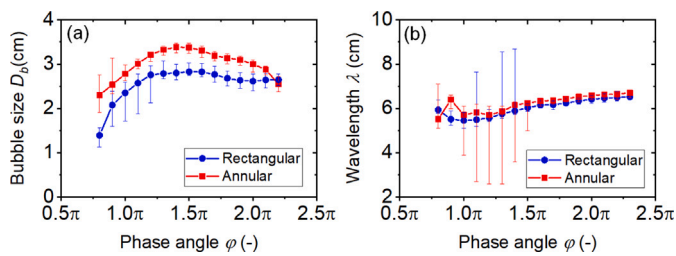 (a)
Bubble size D_b(cm)
4
3
2
1
0
Rectangular
Annular
0.5π 1.0π 1.5π 2.0π 2.5π
Phase angle φ (-)
(b)
Wavelength λ (cm)
10
8
6
4
2
Rectangular
Annular
0.5π 1.0π 1.5π 2.0π 2.5π
Phase angle φ (-)